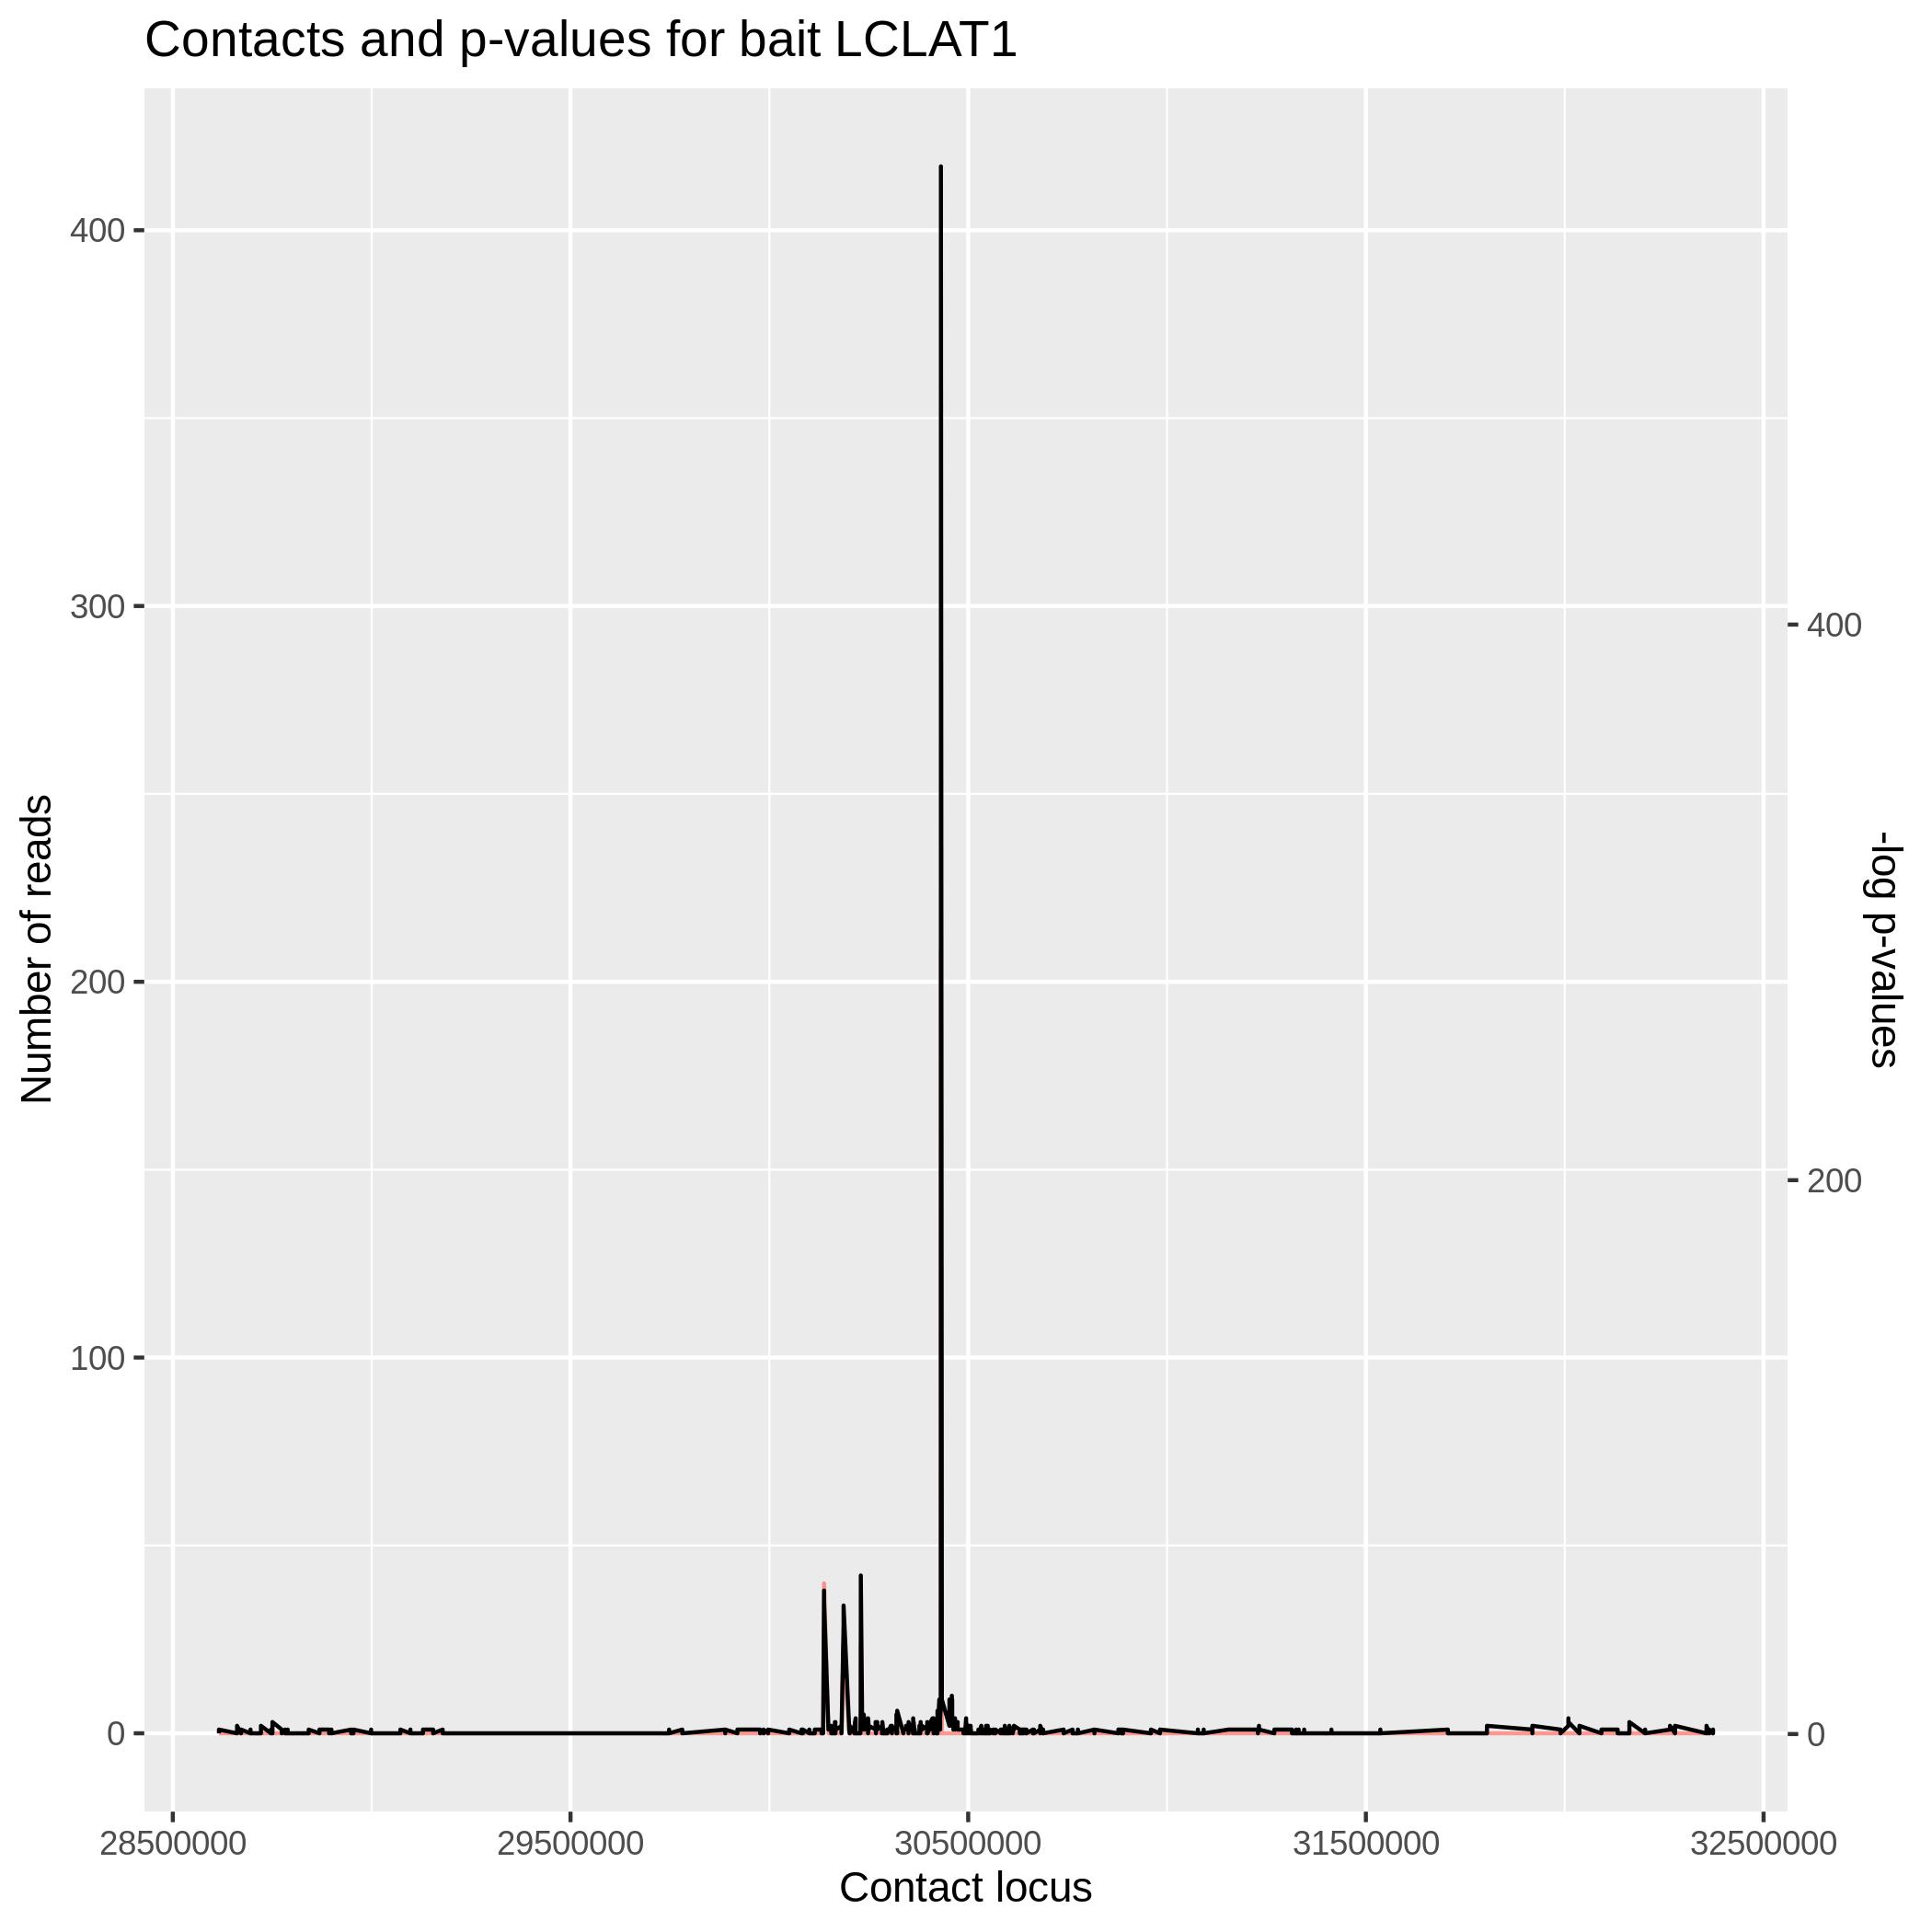 Contacts and p-values for bait LCLAT1
400
300
200
100
0
Number of reads
400
200
0
-log p-values
28500000 29500000 30500000 31500000 32500000
Contact locus